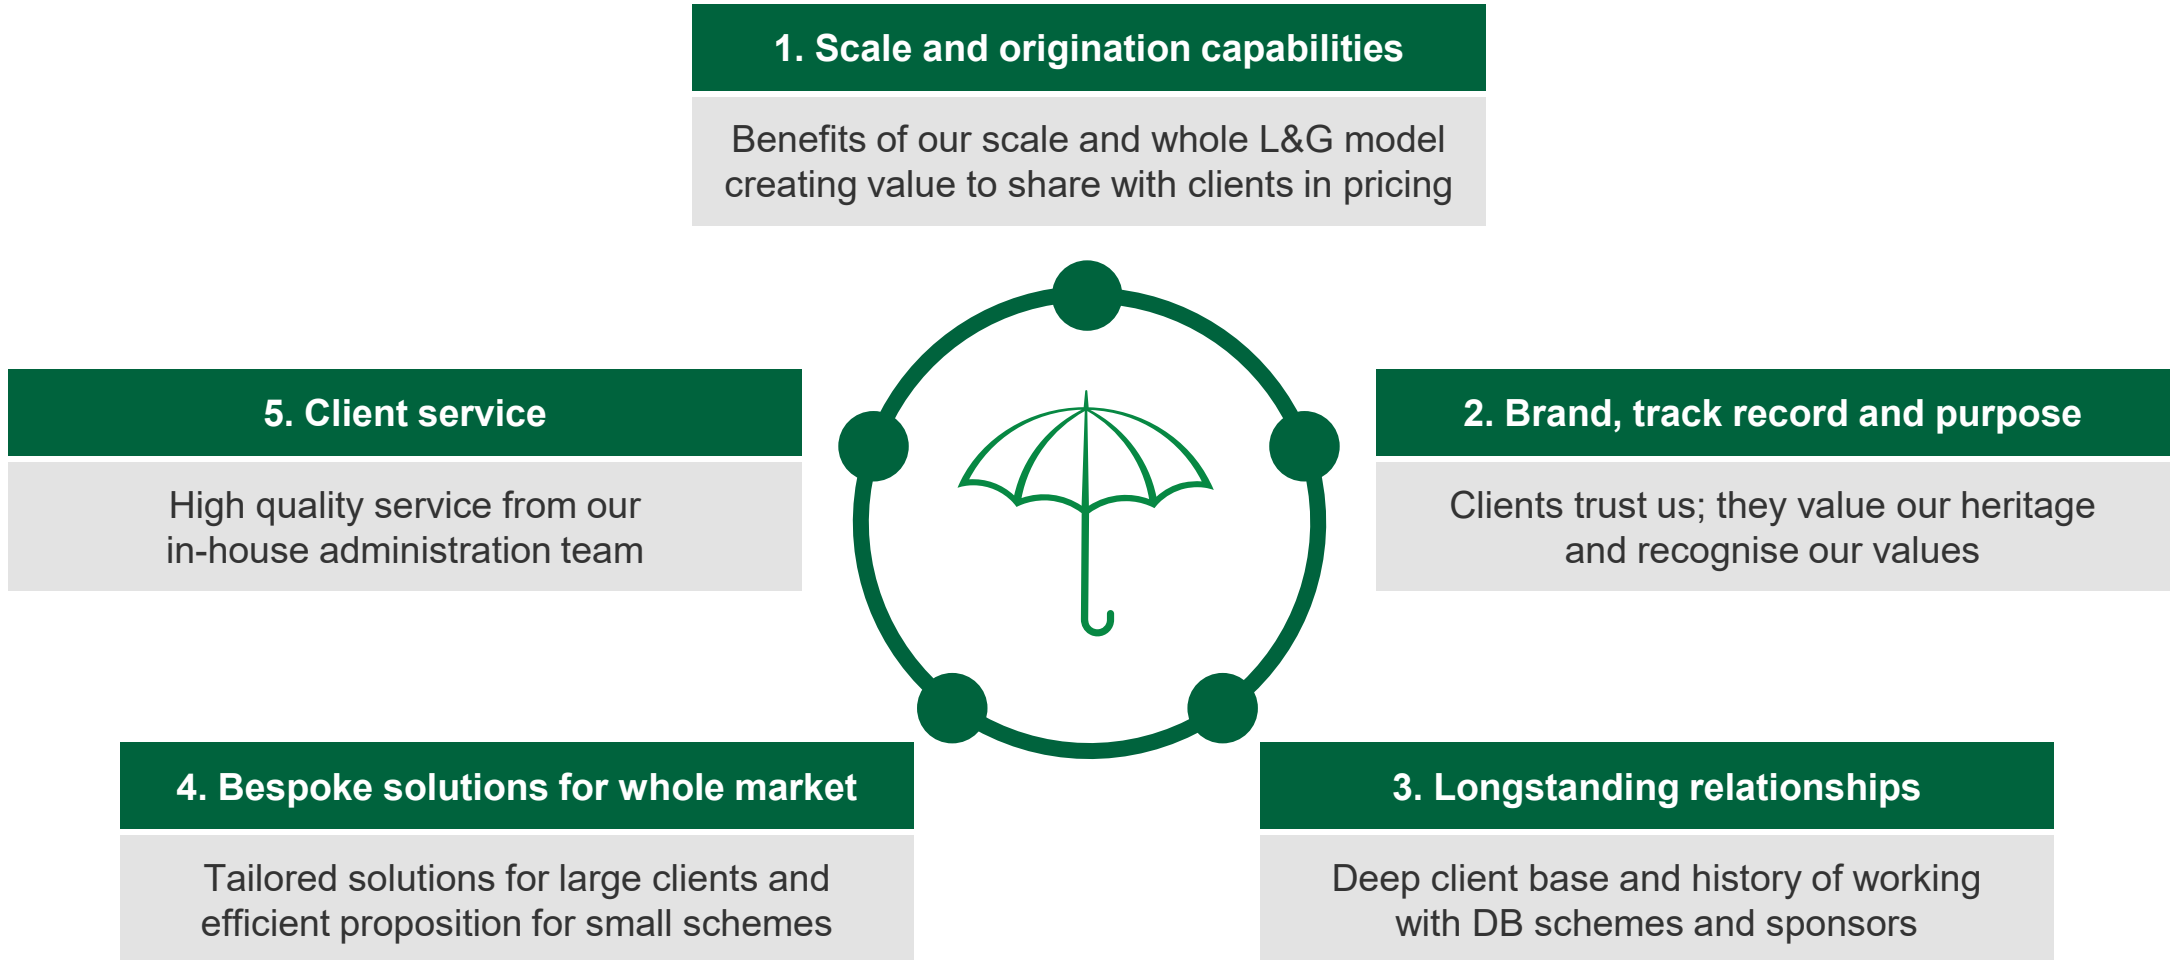 1. Scale and origination capabilities
Benefits of our scale and whole L&G model
creating value to share with clients in pricing
2. Brand, track record and purpose
Clients trust us; they value our heritage
and recognise our values
3. Longstanding relationships
Deep client base and history of working
with DB schemes and sponsors
4. Bespoke solutions for whole market
Tailored solutions for large clients and
efficient proposition for small schemes
5. Client service
High quality service from our
in-house administration team